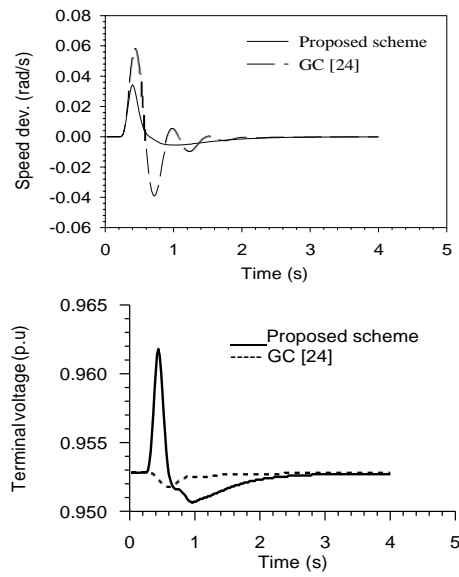 0.08
0.06
0.04
0.02
0.00
-0.02
-0.04
-0.06
Speed dev. (rad/s)
Proposed scheme
GC [24]
0 1 2 3 4 5
Time (s)
0.965
0.960
0.953
0.950
Terminal voltage (p.u)
Proposed scheme
GC [24]
0 1 2 3 4 5
Time (s)